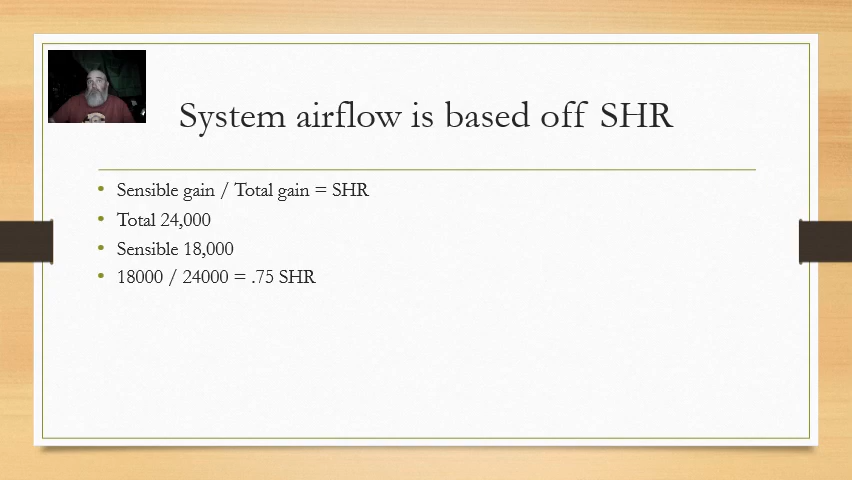 System airflow is based off SHR
• Sensible gain / Total gain = SHR
• Total 24,000
• Sensible 18,000
• 18000 / 24000 = .75 SHR